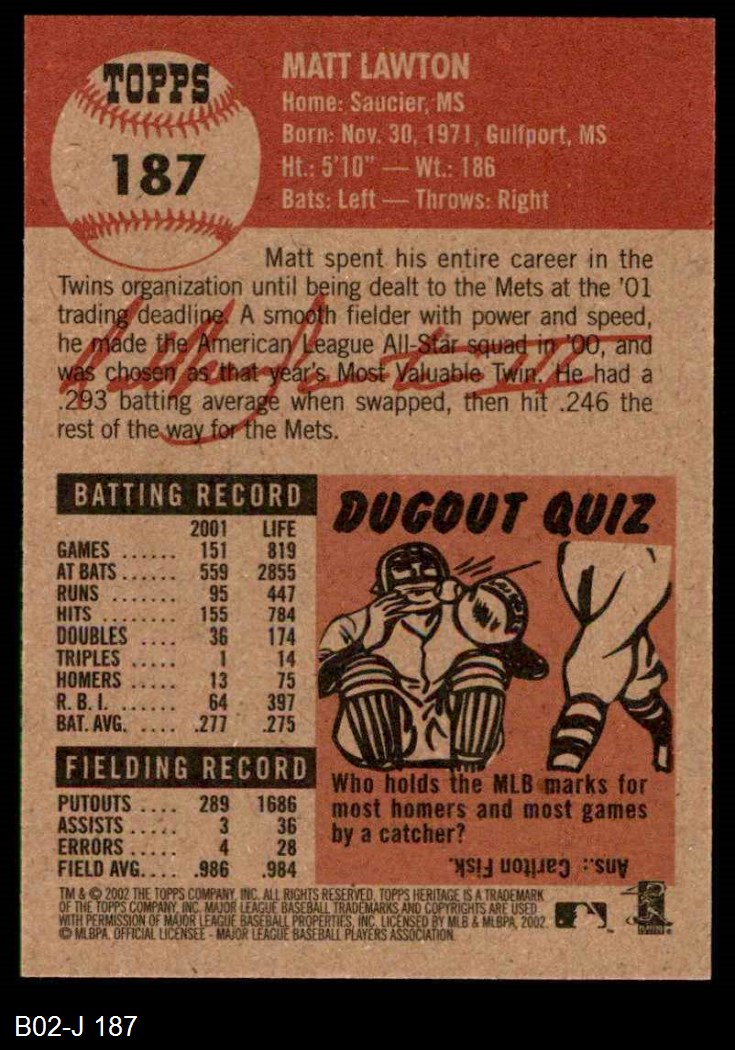 TOPPS
187
MATT LAWTON
Home: Saucier, MS
Born: Nov. 30, 1971, Gulfport, MS
Ht.: 5'10" — Wt.: 186
Bats: Left — Throws: Right
Matt spent his entire career in the
Twins organization until being dealt to the Mets at the '01
trading deadline. A smooth fielder with power and speed,
he made the American League All-Star squad in '00, and
was chosen as that year's Most Valuable Twin. He had a
.293 batting average when swapped, then hit .246 the
rest of the way for the Mets.
BATTING RECORD
2001 LIFE
GAMES ...... 151 819
AT BATS ...... 559 2855
RUNS ....... 95 447
HITS ........ 155 784
DOUBLES .... 36 174
TRIPLES ..... 1 14
HOMERS ..... 13 75
R. B. I. ...... 64 397
BAT. AVG. .... .277 .275
FIELDING RECORD
PUTOUTS .... 289 1686
ASSISTS ..... 3 36
ERRORS ..... 4 28
FIELD AVG.... .986 .984
DUGOUT QUIZ
Who holds the MLB marks for
most homers and most games
by a catcher?
Ans.: Carlton Fisk.
TM & © 2002 THE TOPPS COMPANY, INC. ALL RIGHTS RESERVED. TOPPS HERITAGE IS A TRADEMARK
OF THE TOPPS COMPANY, INC. MAJOR LEAGUE BASEBALL TRADEMARKS AND COPYRIGHTS ARE USED
WITH PERMISSION OF MAJOR LEAGUE BASEBALL PROPERTIES, INC. LICENSED BY MLB & MLBPA, 2002.
© MLBPA. OFFICIAL LICENSEE - MAJOR LEAGUE BASEBALL PLAYERS ASSOCIATION.
B02-J 187